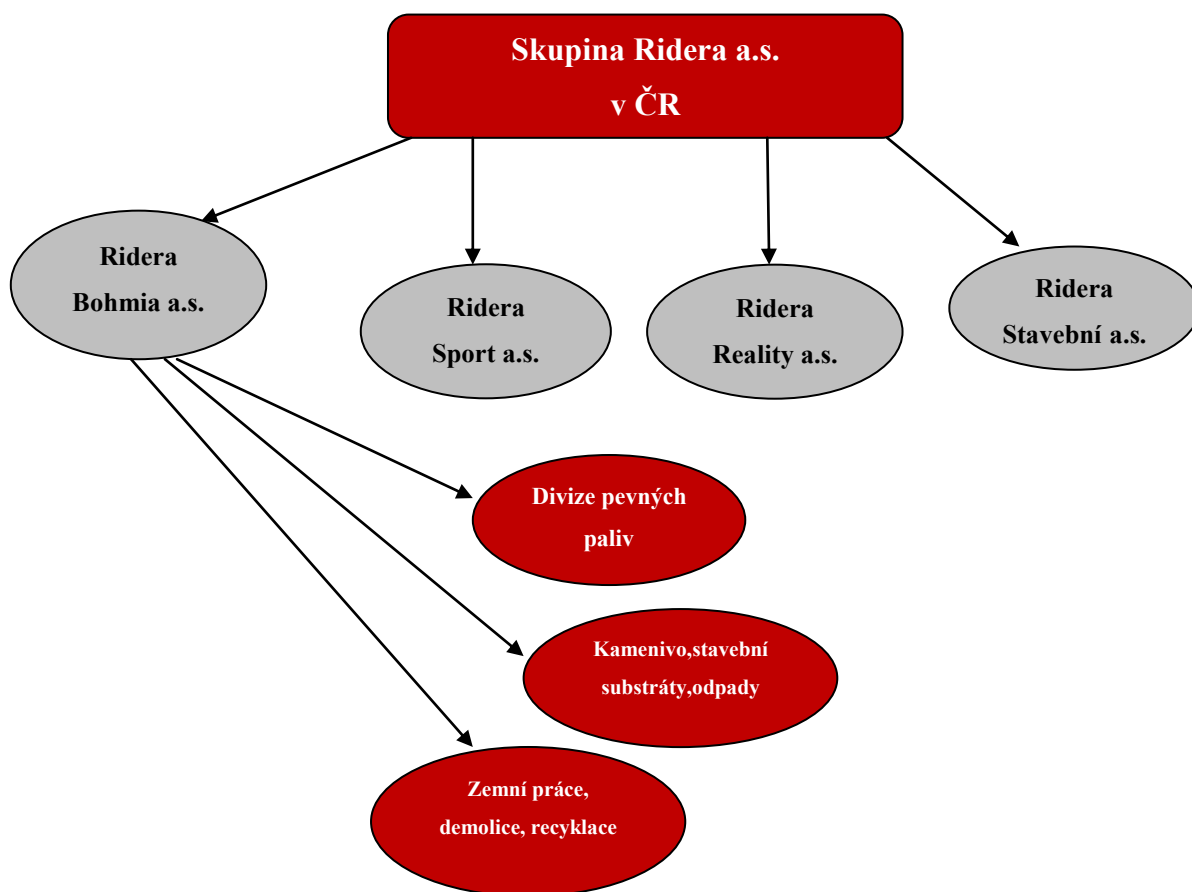 Skupina Ridera a.s.
v ČR
Ridera
Bohmia a.s.
Ridera
Sport a.s.
Ridera
Reality a.s.
Ridera
Stavební a.s.
Divize pevných
paliv
Kamenivo,stavební
substráty,odpady
Zemní práce,
demolice, recyklace